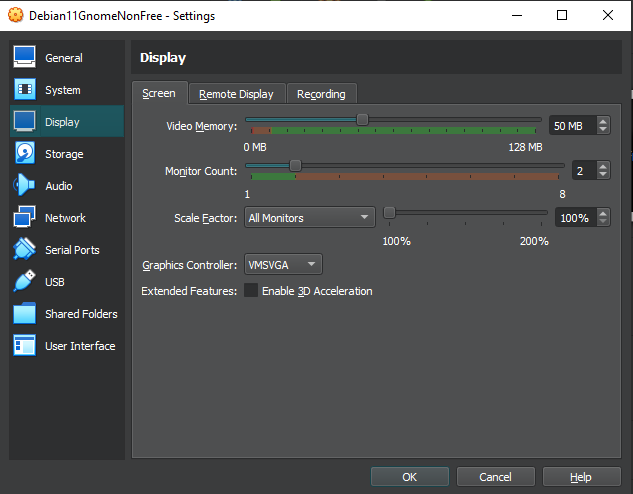 Debian11GnomeNonFree - Settings
General
System
Display
Storage
Audio
Network
Serial Ports
USB
Shared Folders
User Interface
Display
Screen Remote Display Recording
Video Memory: 50 MB
0 MB 128 MB
Monitor Count: 2
1 8
Scale Factor: All Monitors 100%
100% 200%
Graphics Controller: VMSVGA
Extended Features: Enable 3D Acceleration
OK Cancel Help